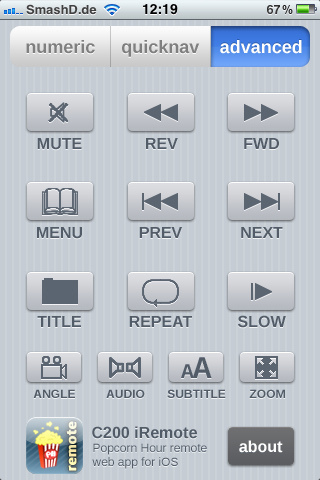 SmashD.de 12:19 67%
numeric quicknav advanced
MUTE REV FWD
MENU PREV NEXT
TITLE REPEAT SLOW
AA
ANGLE AUDIO SUBTITLE ZOOM
remote
C200 iRemote
Popcorn Hour remote
web app for iOS
about